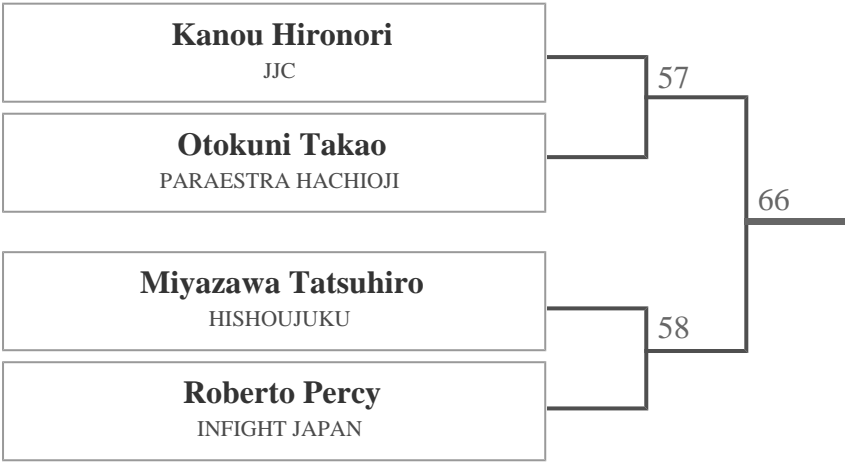 Kanou Hironori
JJC
57
Otokuni Takao
PARAESTRA HACHIOJI
66
Miyazawa Tatsuhiro
HISHOUJUKU
58
Roberto Percy
INFIGHT JAPAN